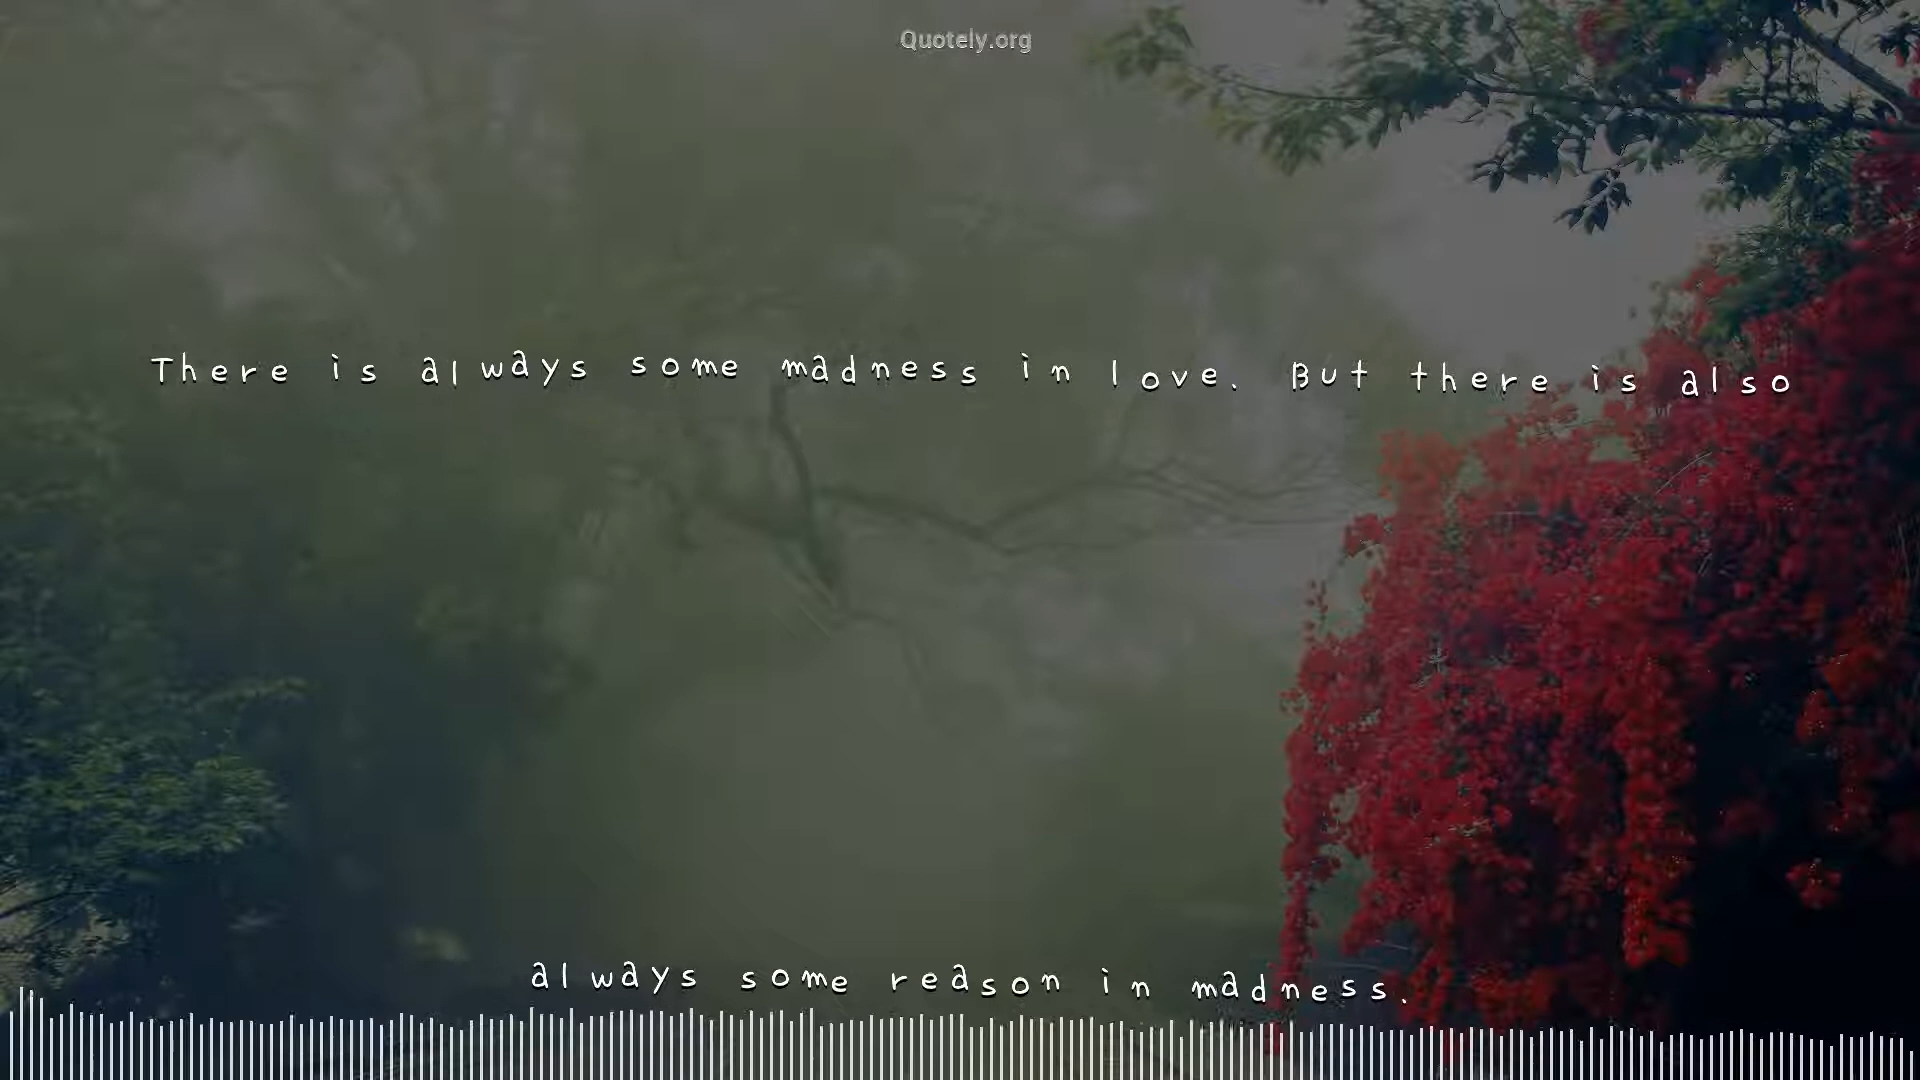 Quotely.org
There is always some madness in love. But there is also
always some reason in madness.